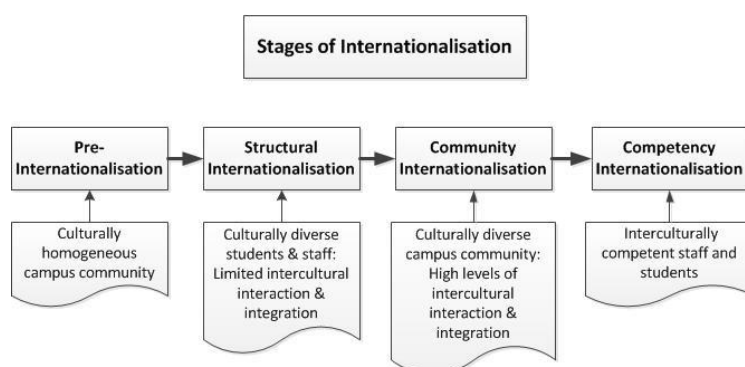 Stages of Internationalisation
Pre-
Internationalisation
Structural
Internationalisation
Community
Internationalisation
Competency
Internationalisation
Culturally
homogeneous
campus community
Culturally diverse
students & staff:
Limited intercultural
interaction &
integration
Culturally diverse
campus community:
High levels of
intercultural
interaction &
integration
Interculturally
competent staff and
students